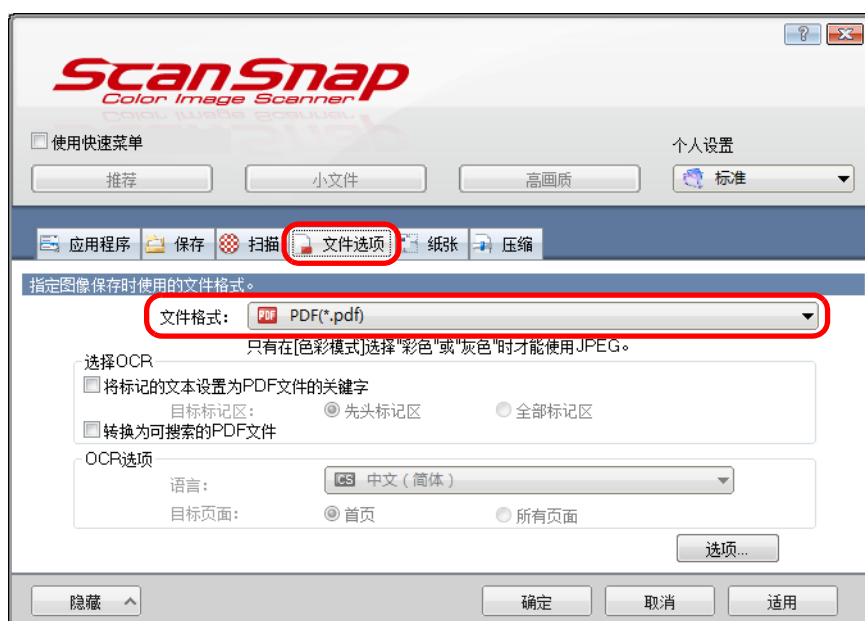 ScanSnap
Color Image Scanner
使用快速菜单
个人设置
推荐 小文件 高画质 标准
应用程序 保存 扫描 文件选项 纸张 压缩
指定图像保存时使用的文件格式。
文件格式: PDF PDF(*.pdf)
只有在[色彩模式]选择"彩色"或"灰色"时才能使用JPEG。
选择OCR
将标记的文本设置为PDF文件的关键字
目标标记区: 先头标记区 全部标记区
转换为可搜索的PDF文件
OCR选项
语言: CS 中文(简体)
目标页面: 首页 所有页面
选项...
隐藏 确定 取消 适用